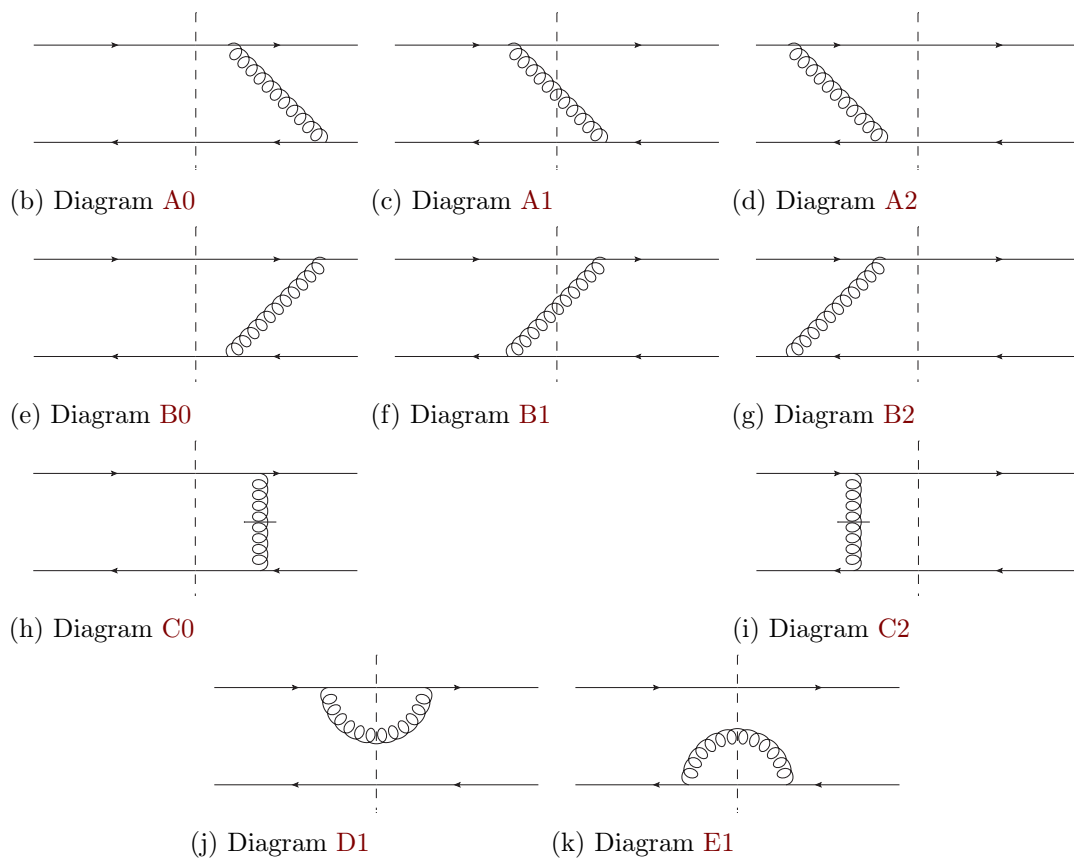 (b) Diagram A0 (c) Diagram A1 (d) Diagram A2
(e) Diagram B0 (f) Diagram B1 (g) Diagram B2
(h) Diagram C0 (i) Diagram C2
(j) Diagram D1 (k) Diagram E1